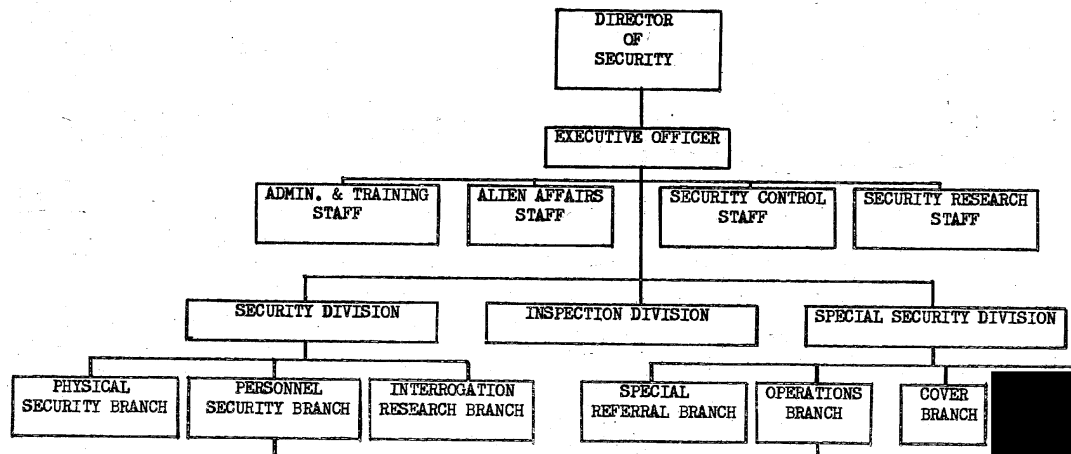 DIRECTOR
OF
SECURITY
EXECUTIVE OFFICER
ADMIN. & TRAINING
STAFF
ALIEN AFFAIRS
STAFF
SECURITY CONTROL
STAFF
SECURITY RESEARCH
STAFF
SECURITY DIVISION
INSPECTION DIVISION
SPECIAL SECURITY DIVISION
PHYSICAL
SECURITY BRANCH
PERSONNEL
SECURITY BRANCH
INTERROGATION
RESEARCH BRANCH
SPECIAL
REFERRAL BRANCH
OPERATIONS
BRANCH
COVER
BRANCH